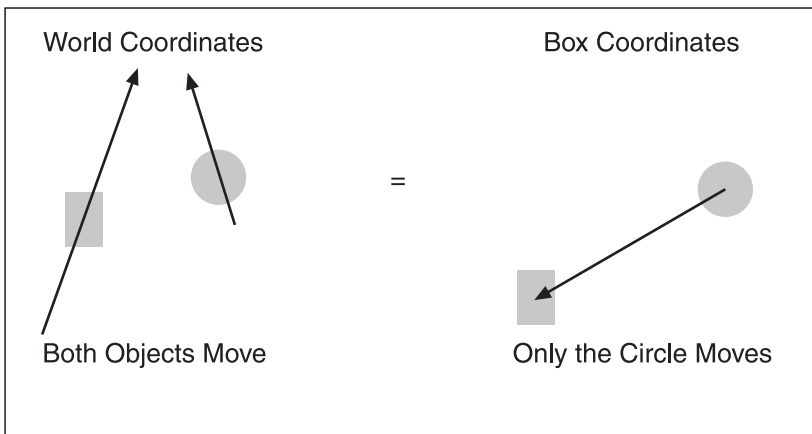 World Coordinates
Box Coordinates
=
Both Objects Move
Only the Circle Moves